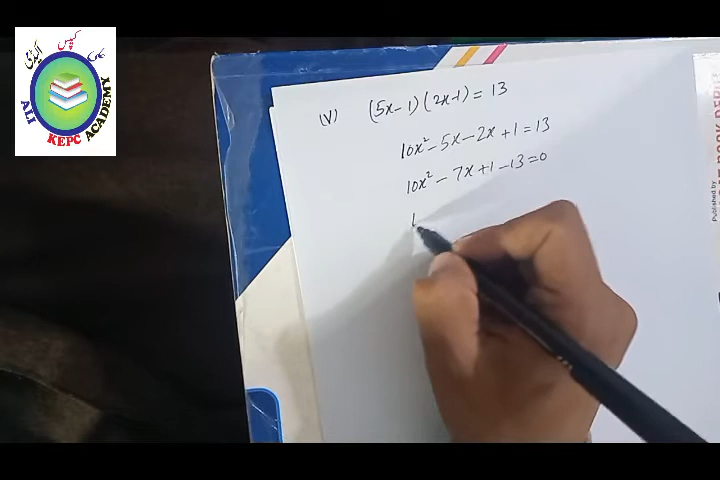 علی کیپس اکیڈمی
ALI KEPC ACADEMY
(V) (5x-1)(2x-1) = 13
10x² - 5x - 2x + 1 = 13
10x² - 7x + 1 - 13 = 0
1
Published by